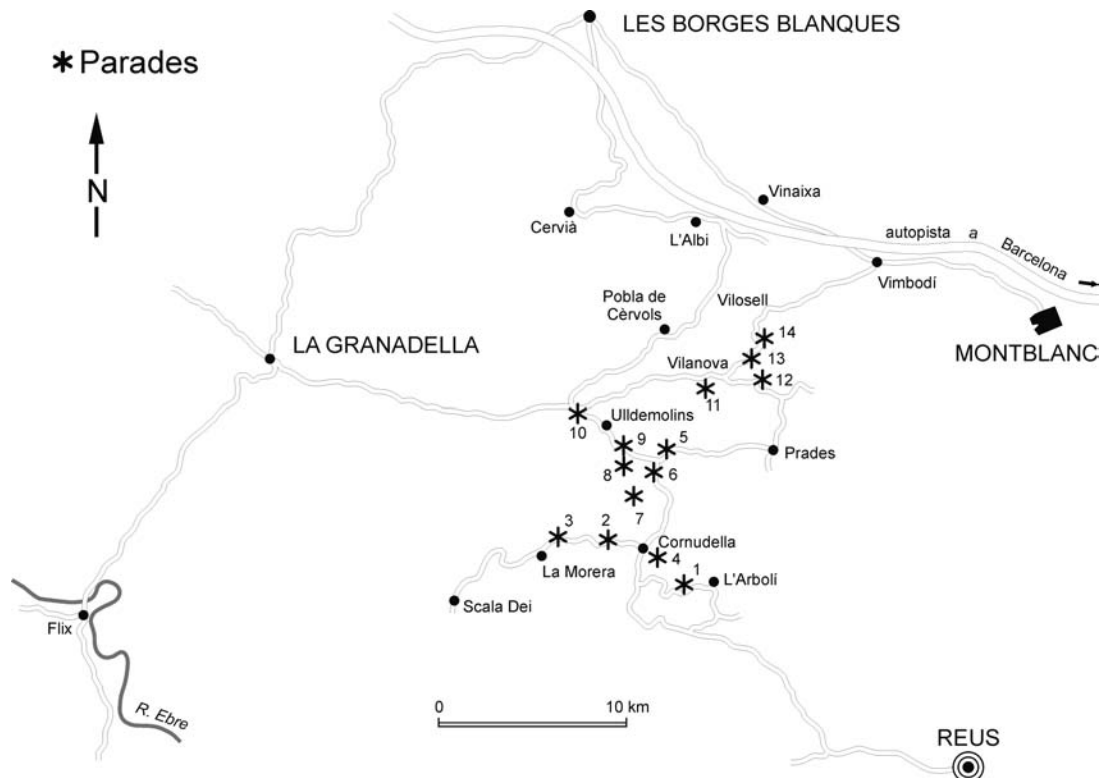 LES BORGES BLANQUES
* Parades
N
Vinaixa
Cervià
L'Albi
autopista a Barcelona
Vimbodí
Pobla de
Cèrvols
Vilosell
14
MONTBLANC
LA GRANADELLA
13
Vilanova
12
11
10
Ulldemolins
9
5
Prades
8
6
7
3
2
Cornudella
4
La Morera
1
L'Arbolí
Scala Dei
Flix
R. Ebre
0
10 km
REUS